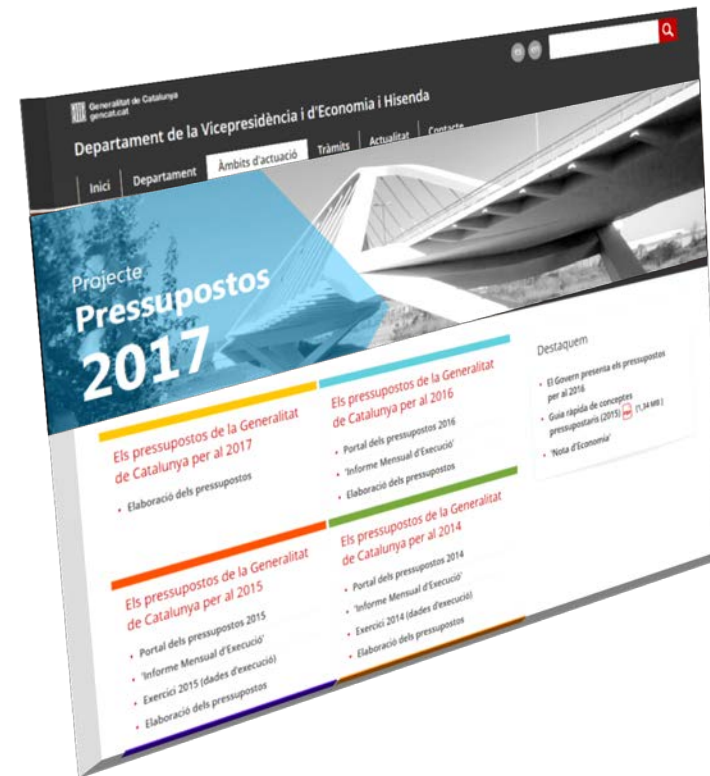 Generalitat de Catalunya
gencat.cat
es en
Departament de la Vicepresidència i d'Economia i Hisenda
Inici Departament Àmbits d'actuació Tràmits Actualitat Contacte
Projecte
Pressupostos
2017
Els pressupostos de la Generalitat
de Catalunya per al 2017
• Elaboració dels pressupostos
Els pressupostos de la Generalitat
de Catalunya per al 2016
• Portal dels pressupostos 2016
• 'Informe Mensual d'Execució'
• Elaboració dels pressupostos
Destaquem
• El Govern presenta els pressupostos
per al 2016
• Guia ràpida de conceptes
pressupostaris (2015) PDF (1,34 MB )
• 'Nota d'Economia'
Els pressupostos de la Generalitat
de Catalunya per al 2015
• Portal dels pressupostos 2015
• 'Informe Mensual d'Execució'
• Exercici 2015 (dades d'execució)
• Elaboració dels pressupostos
Els pressupostos de la Generalitat
de Catalunya per al 2014
• Portal dels pressupostos 2014
• 'Informe Mensual d'Execució'
• Exercici 2014 (dades d'execució)
• Elaboració dels pressupostos